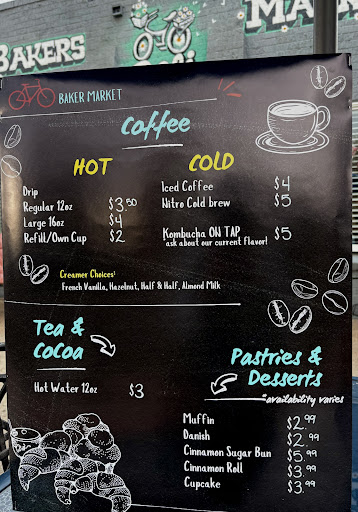 BAKERS
MA
BAKER MARKET
Coffee
HOT
Drip
Regular 12oz $3.50
Large 16oz $4
Refill/Own Cup $2
COLD
Iced Coffee $4
Nitro Cold brew $5
Kombucha ON TAP $5
ask about our current flavor!
Creamer Choices:
French Vanilla, Hazelnut, Half & Half, Almond Milk
Tea &
CoCoa
Hot Water 12oz $3
Pastries &
Desserts
*availability varies
Muffin $2.99
Danish $2.99
Cinnamon Sugar Bun $5.99
Cinnamon Roll $3.99
Cupcake $3.99